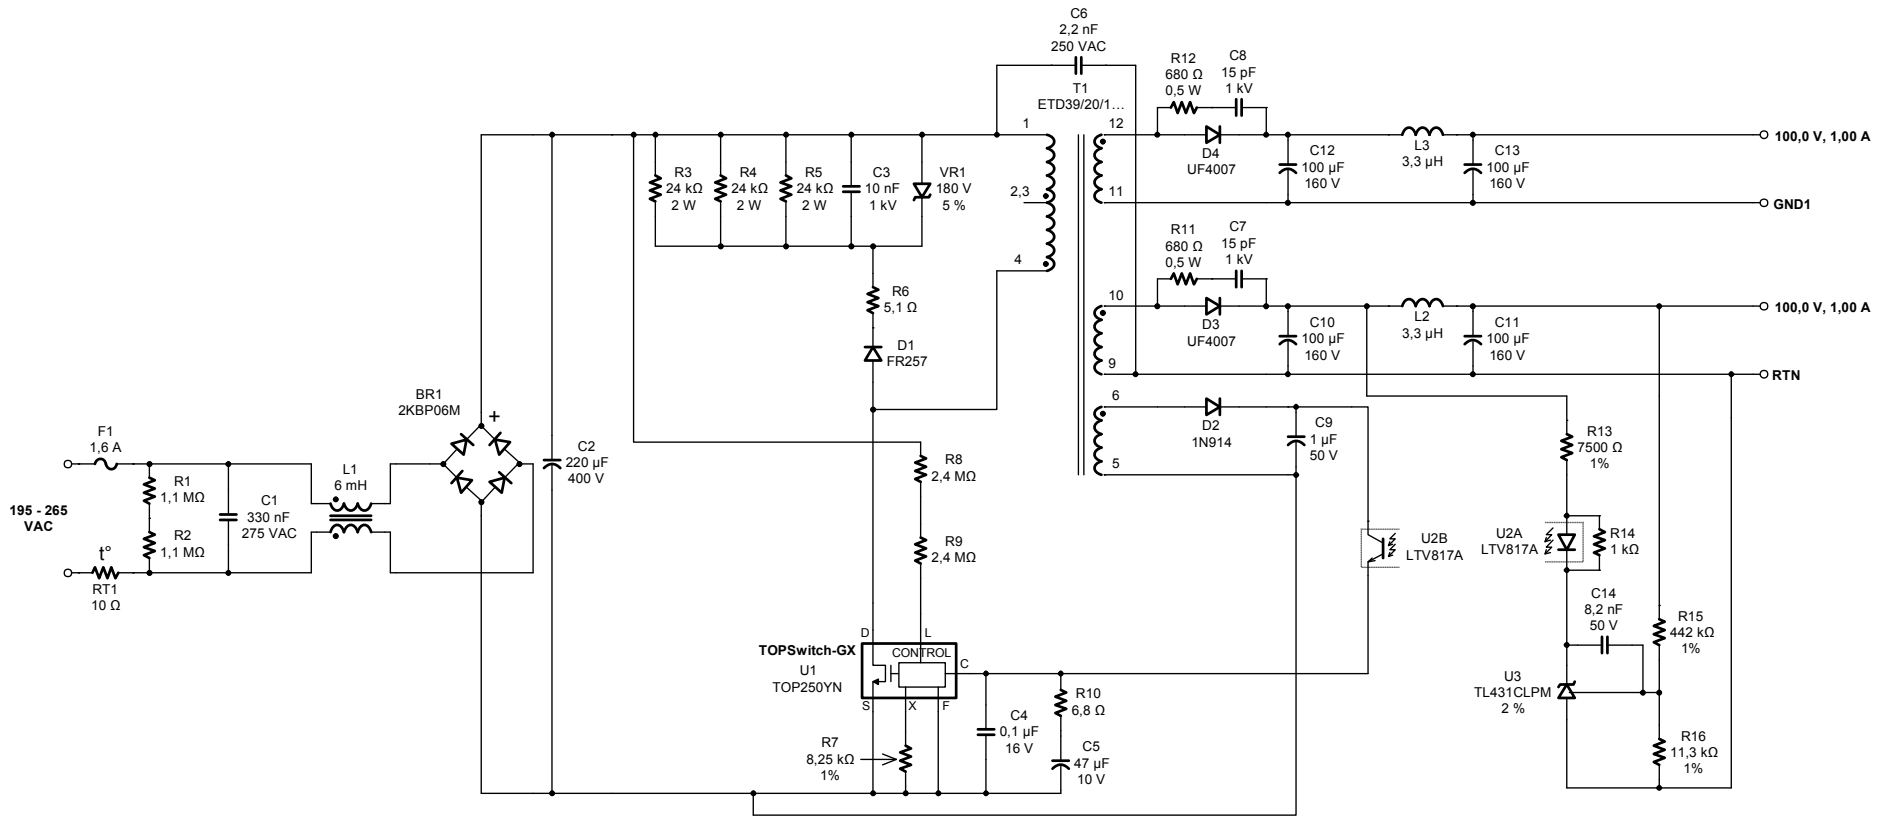 C6
2,2 nF
250 VAC
T1
ETD39/20/1...
R12
680 Ω
0,5 W
C8
15 pF
1 kV
1
12
D4
UF4007
C12
100 µF
160 V
L3
3,3 µH
C13
100 µF
160 V
100,0 V, 1,00 A
R3
24 kΩ
2 W
R4
24 kΩ
2 W
R5
24 kΩ
2 W
C3
10 nF
1 kV
VR1
180 V
5 %
2,3
11
GND1
4
R11
680 Ω
0,5 W
C7
15 pF
1 kV
R6
5,1 Ω
10
D3
UF4007
C10
100 µF
160 V
L2
3,3 µH
C11
100 µF
160 V
100,0 V, 1,00 A
D1
FR257
9
RTN
BR1
2KBP06M
+
6
D2
1N914
C9
1 µF
50 V
5
F1
1,6 A
R1
1,1 MΩ
R2
1,1 MΩ
C1
330 nF
275 VAC
L1
6 mH
C2
220 µF
400 V
195 - 265
VAC
t°
RT1
10 Ω
R8
2,4 MΩ
R9
2,4 MΩ
R13
7500 Ω
1%
U2B
LTV817A
U2A
LTV817A
R14
1 kΩ
C14
8,2 nF
50 V
R15
442 kΩ
1%
D
L
TOPSwitch-GX
CONTROL
C
U1
TOP250YN
S
X
F
R7
8,25 kΩ
1%
C4
0,1 µF
16 V
R10
6,8 Ω
C5
47 µF
10 V
U3
TL431CLPM
2 %
R16
11,3 kΩ
1%